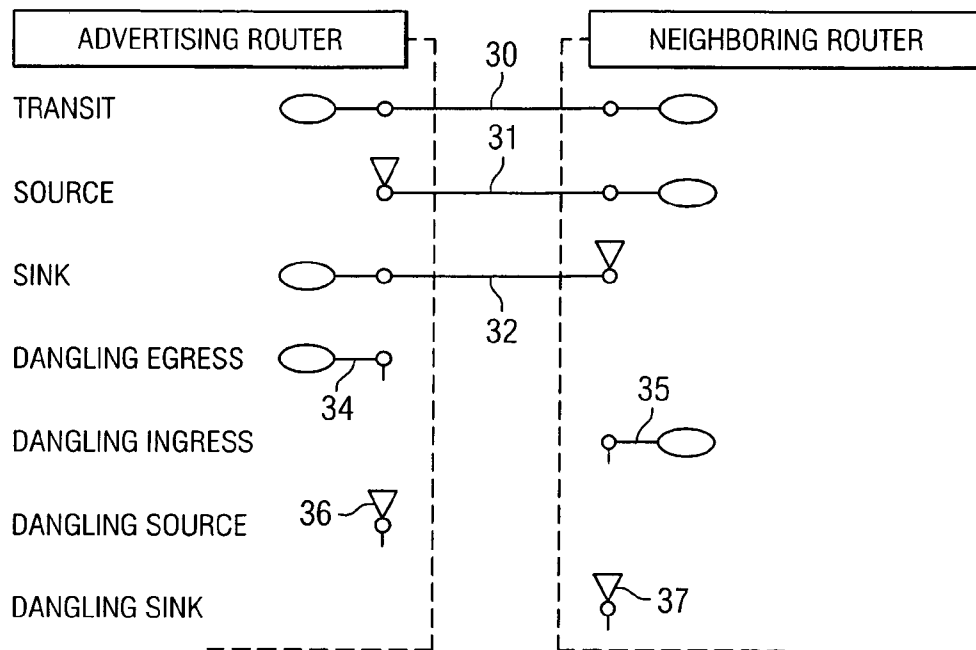 ADVERTISING ROUTER
NEIGHBORING ROUTER
30
TRANSIT
31
SOURCE
SINK
32
DANGLING EGRESS
34
35
DANGLING INGRESS
36
DANGLING SOURCE
37
DANGLING SINK